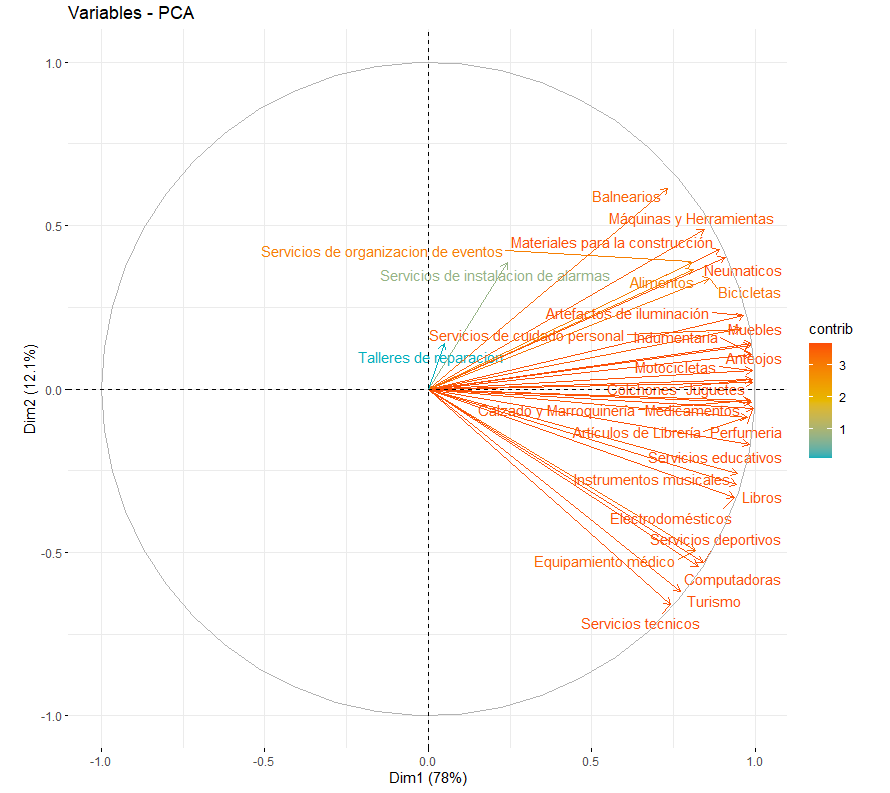 Variables - PCA
1.0
0.5
0.0
-0.5
-1.0
Dim2 (12.1%)
Balnearios
Máquinas y Herramientas
Materiales para la construcción
Servicios de organizacion de eventos
Neumaticos
Servicios de instalacion de alarmas
Alimentos
Bicicletas
Artefactos de iluminación
Muebles
Servicios de cuidado personal
Indumentaria
Talleres de reparacion
Anteojos
Motocicletas
Colchones
Juguetes
Calzado y Marroquineria
Medicamentos
Artículos de Librería
Perfumeria
Servicios educativos
Instrumentos musicales
Libros
Electrodomésticos
Servicios deportivos
Equipamiento médico
Computadoras
Turismo
Servicios tecnicos
-1.0
-0.5
0.0
0.5
1.0
Dim1 (78%)
contrib
3
2
1